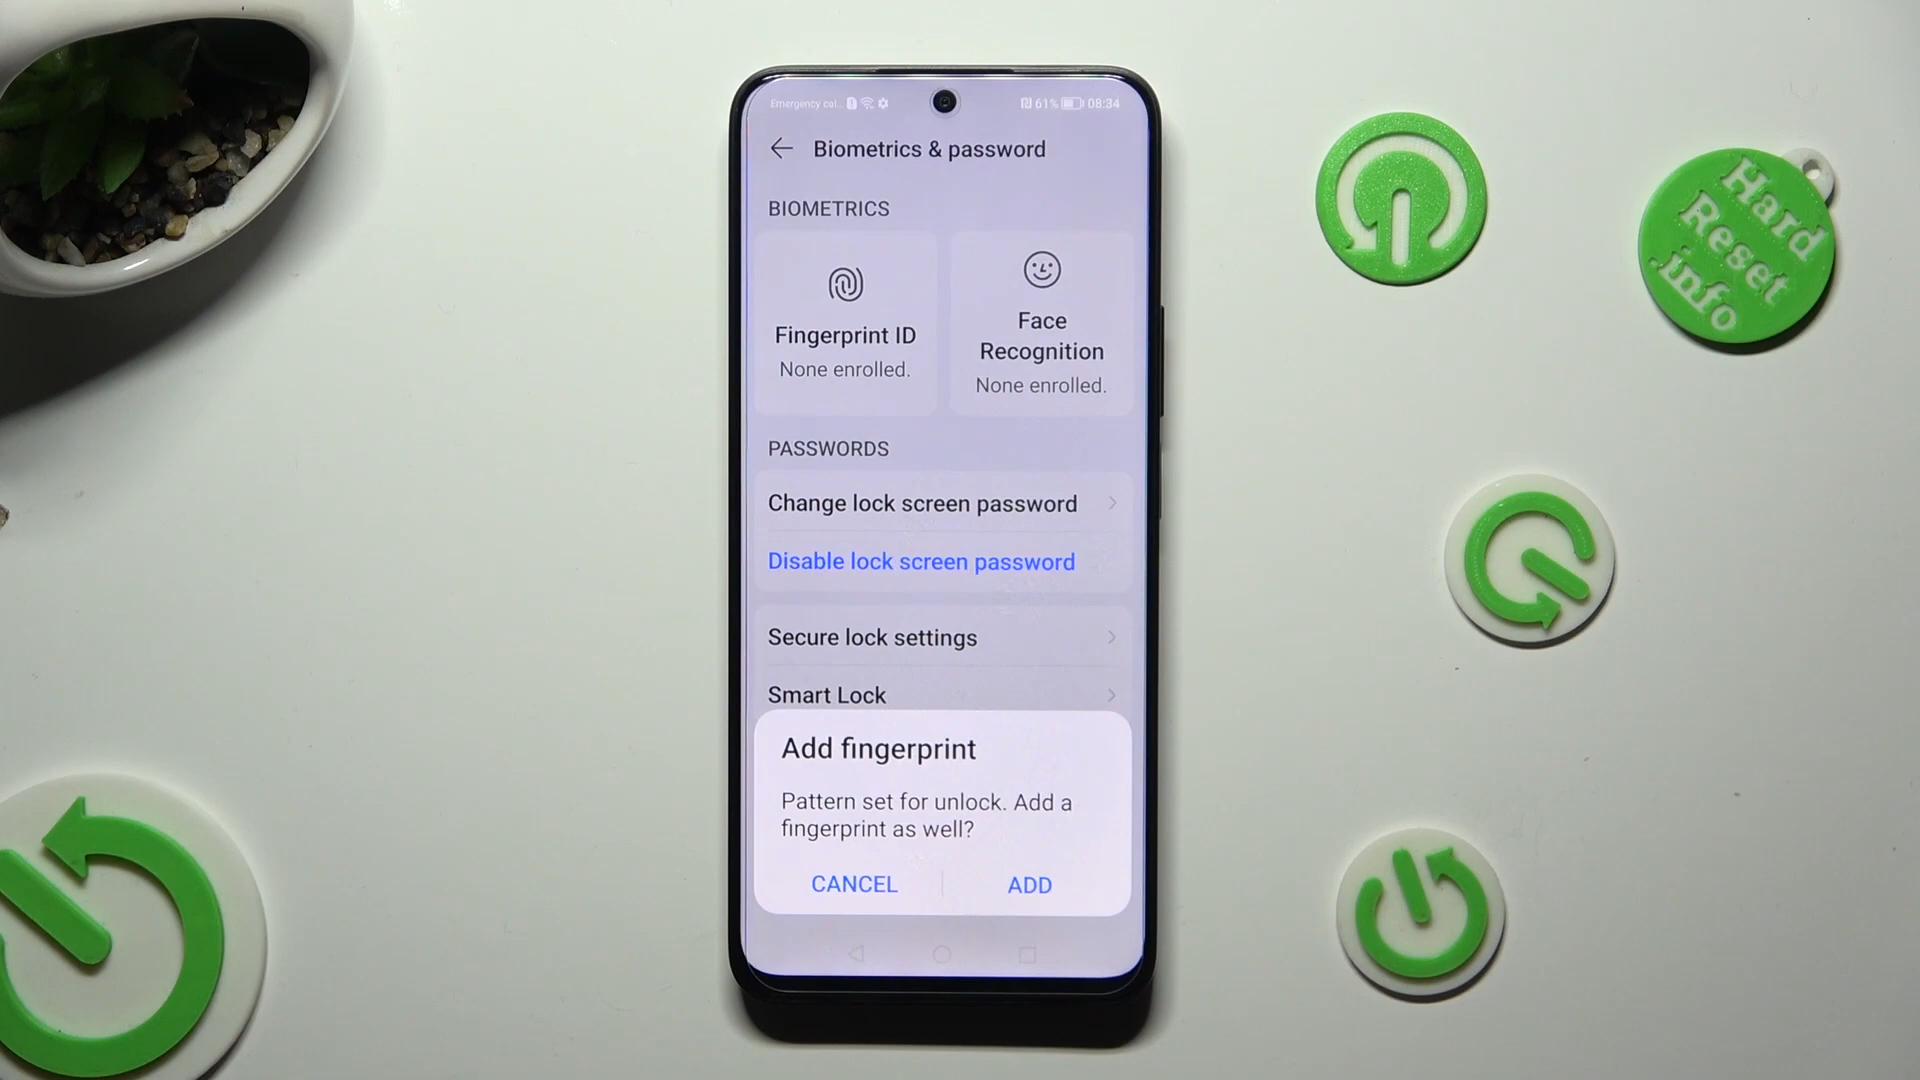 Emergency cal... 61% 08:34
Biometrics & password
BIOMETRICS
Fingerprint ID
None enrolled.
Face
Recognition
None enrolled.
PASSWORDS
Change lock screen password
Disable lock screen password
Secure lock settings
Smart Lock
Add fingerprint
Pattern set for unlock. Add a
fingerprint as well?
CANCEL ADD
Hard
Reset
.info